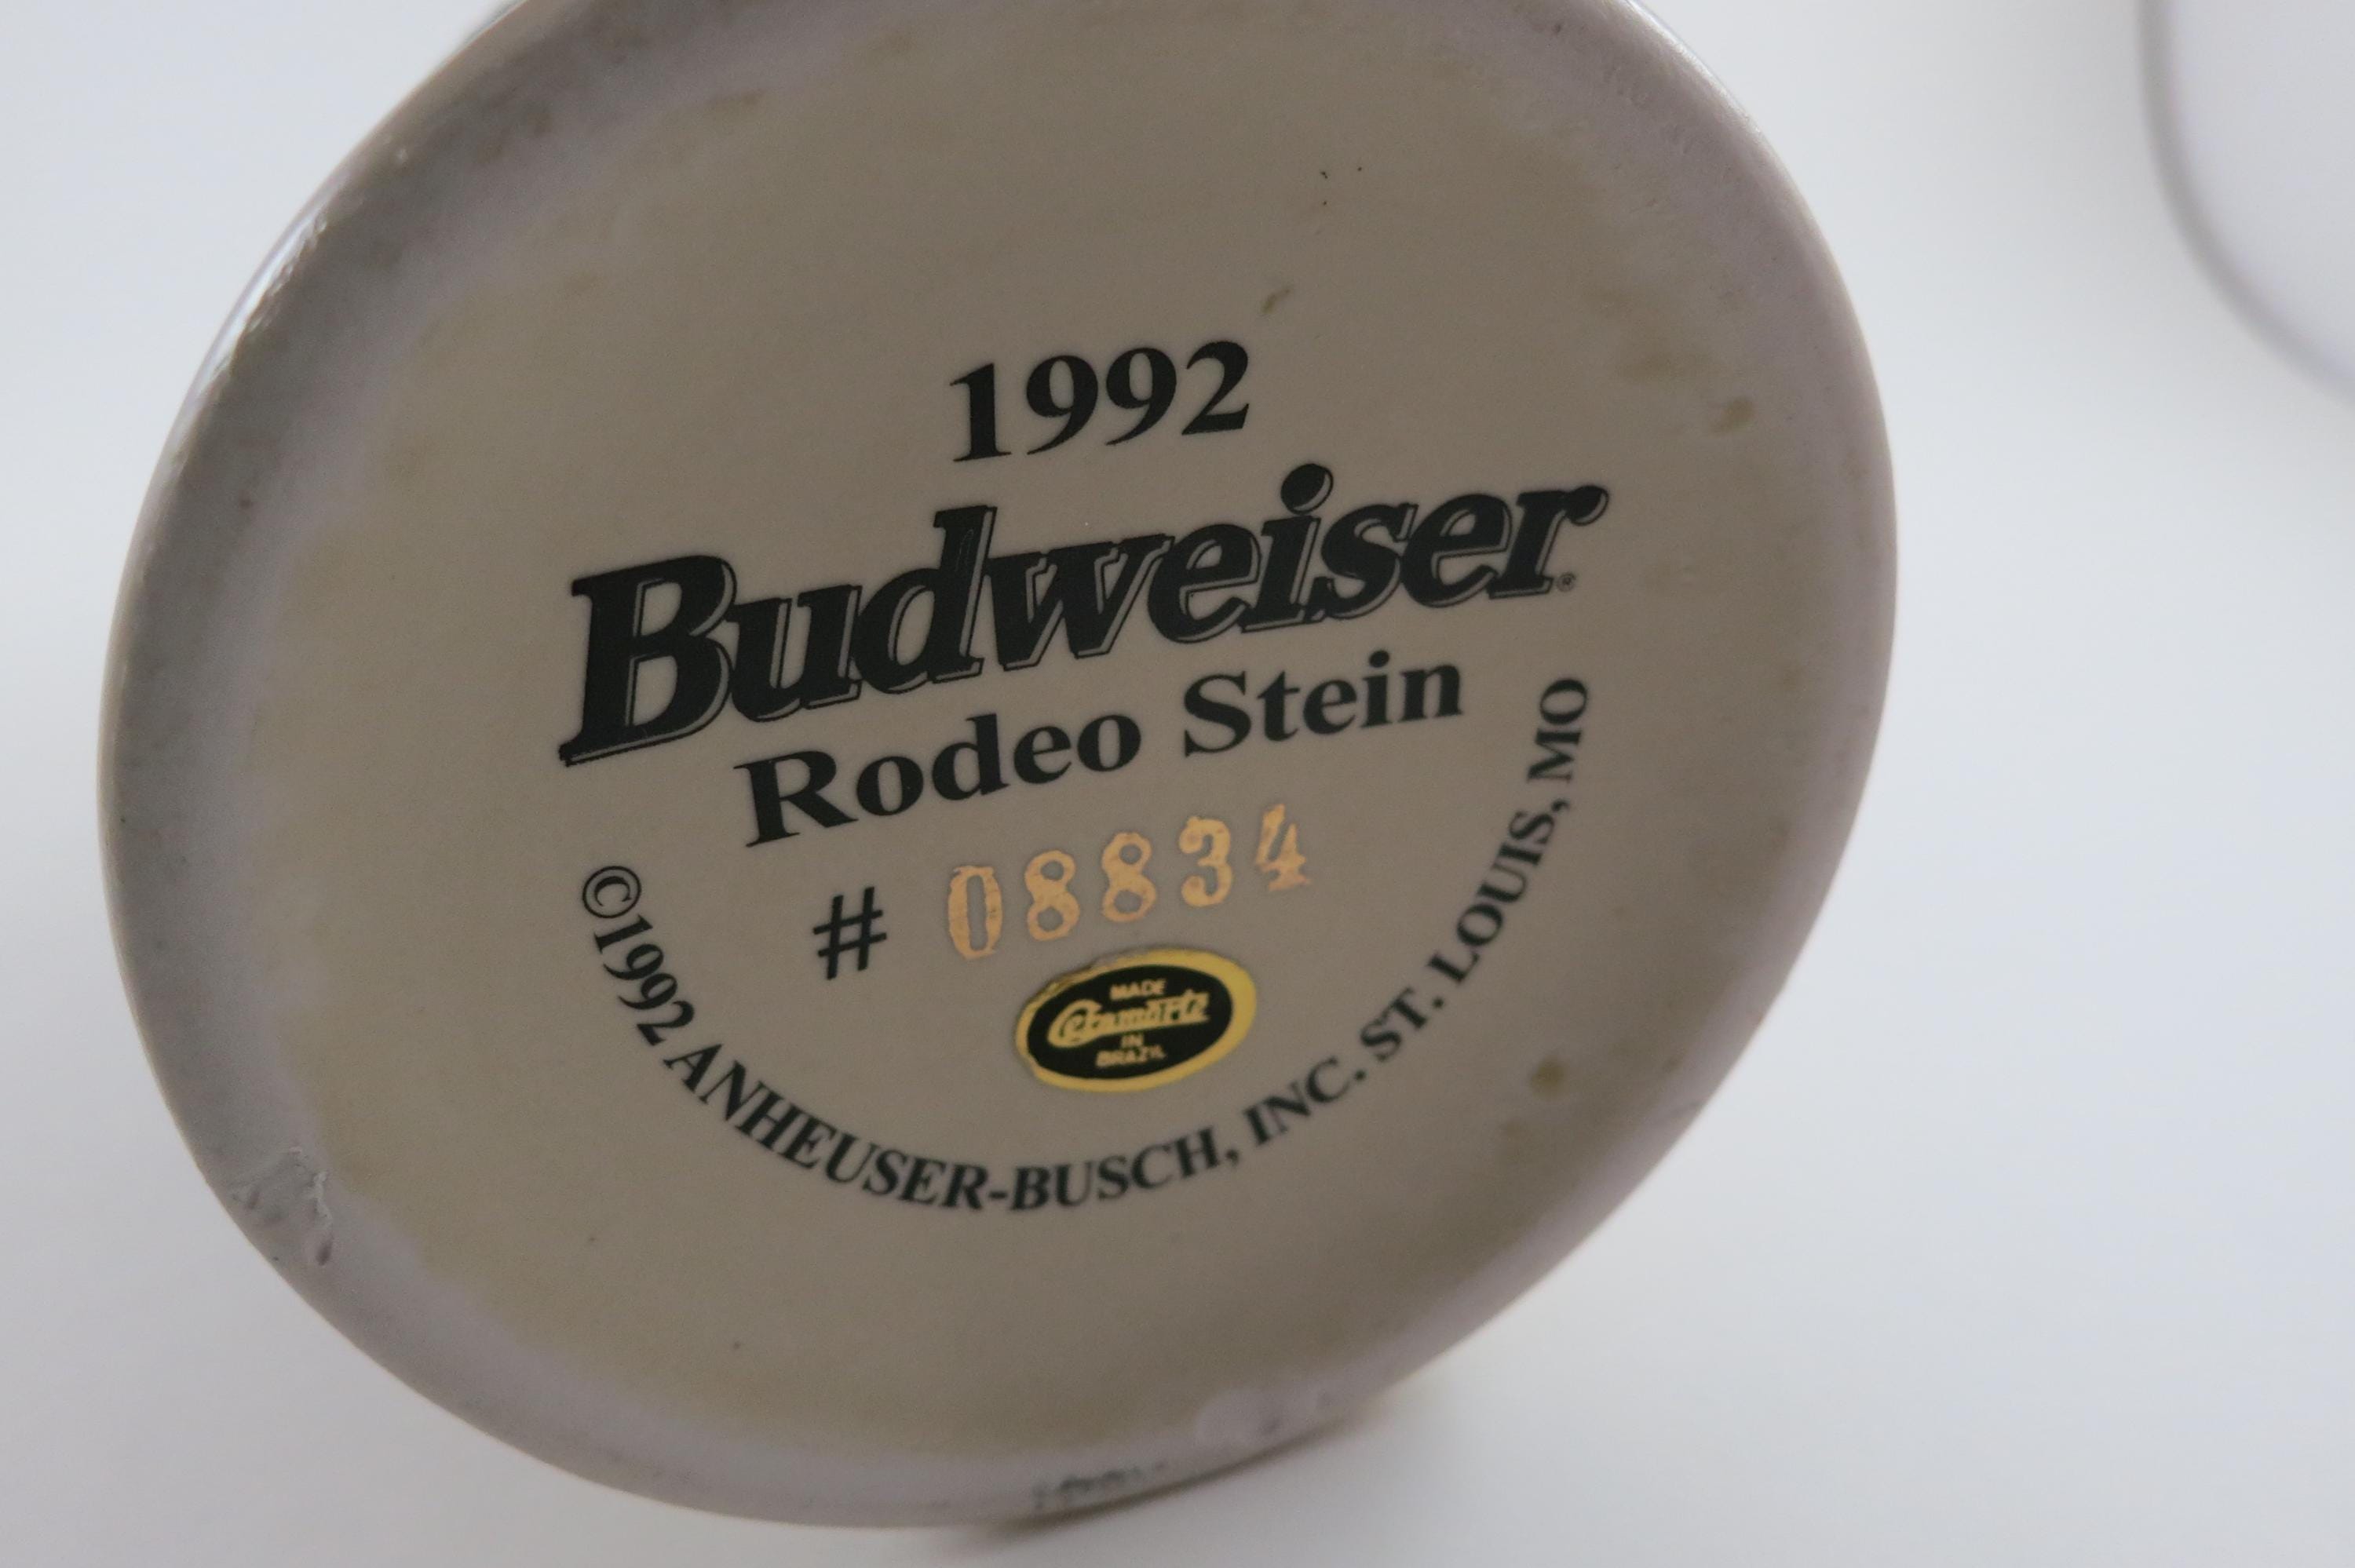 1992
Budweiser®
Rodeo Stein
# 08834
MADE
Ceramarte
IN
BRAZIL
©1992 ANHEUSER-BUSCH, INC. ST. LOUIS, MO